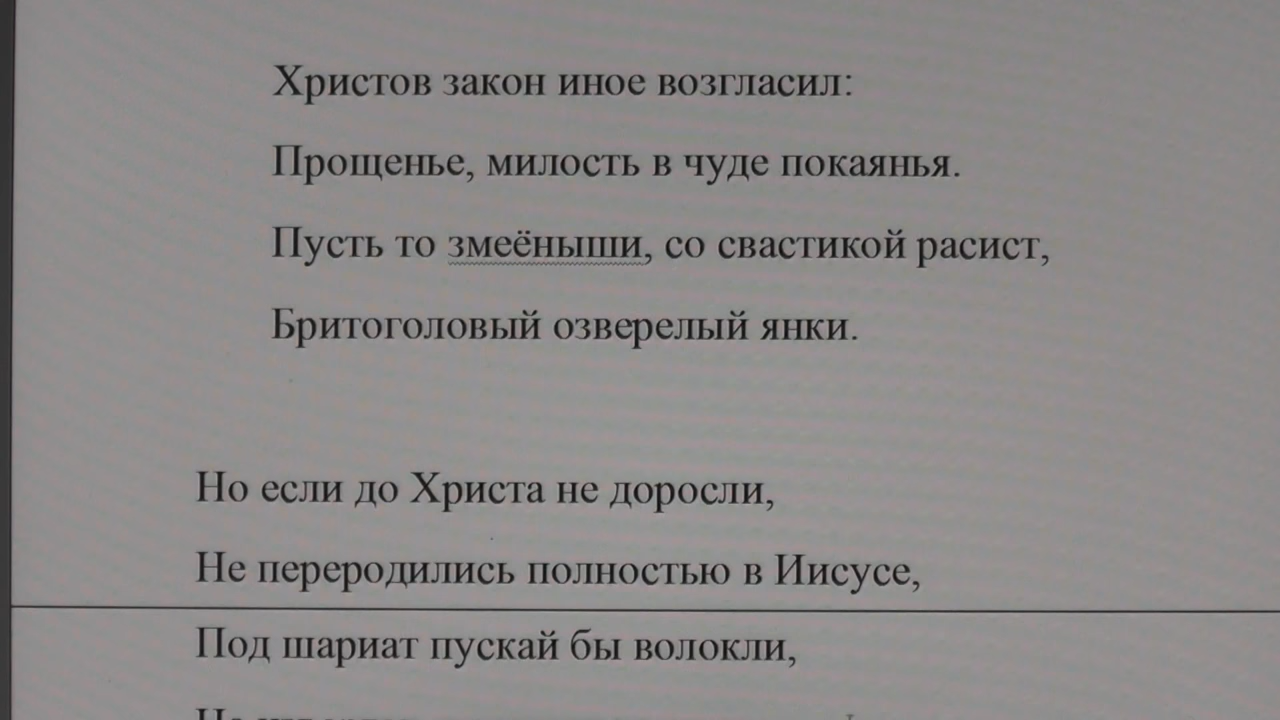 Христов закон иное возгласил:
Прощенье, милость в чуде покаянья.
Пусть то змеёныши, со свастикой расист,
Бритоголовый озверелый янки.
Но если до Христа не доросли,
Не переродились полностью в Иисусе,
Под шариат пускай бы волокли,